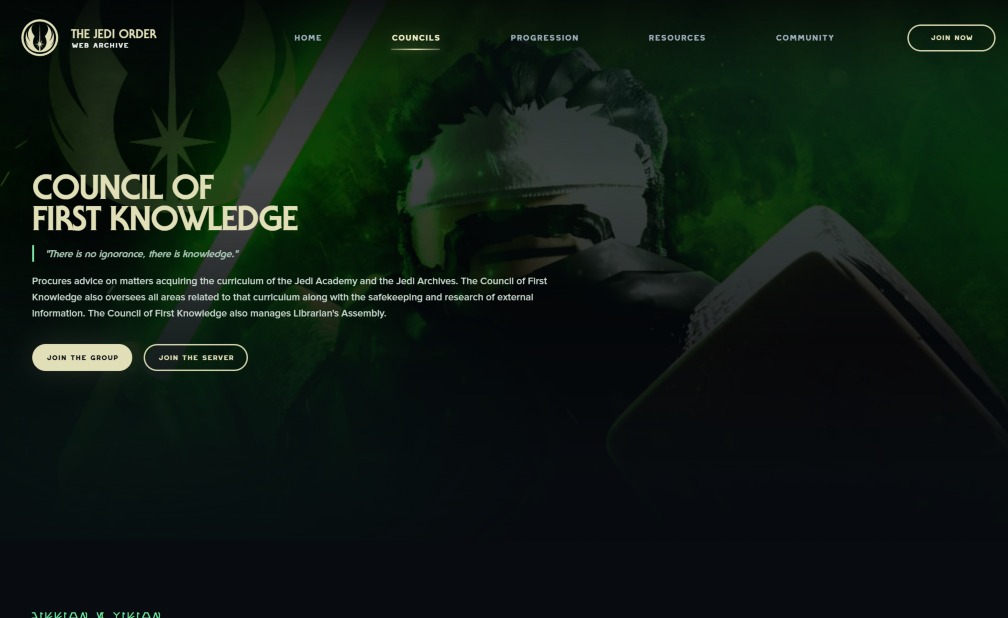 THE JEDI ORDER
WEB ARCHIVE
HOME
COUNCILS
PROGRESSION
RESOURCES
COMMUNITY
JOIN NOW
COUNCIL OF
FIRST KNOWLEDGE
"There is no ignorance, there is knowledge."
Procures advice on matters acquiring the curriculum of the Jedi Academy and the Jedi Archives. The Council of First
Knowledge also oversees all areas related to that curriculum along with the safekeeping and research of external
information. The Council of First Knowledge also manages Librarian's Assembly.
JOIN THE GROUP
JOIN THE SERVER